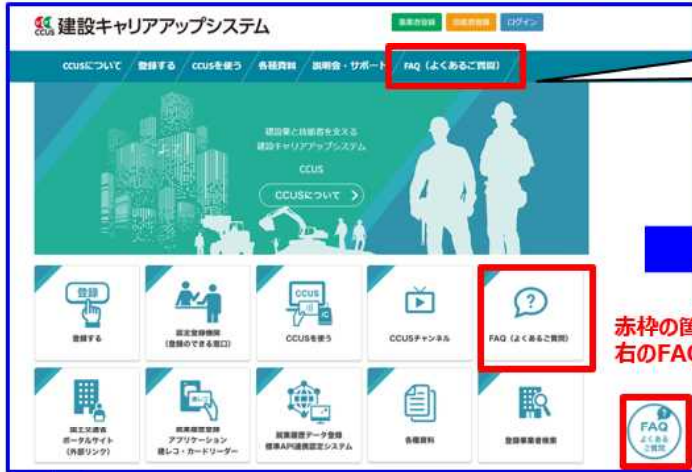 CCUS 建設キャリアアップシステム
事業者登録 技能者登録 ログイン
CCUSについて 登録する CCUSを使う 各種資料 説明会・サポート FAQ（よくあるご質問）
建設業と技能者を支える
建設キャリアアップシステム
CCUS
CCUSについて
登録
CCUS
登録する
認定登録機関
（登録のできる窓口）
CCUSを使う
CCUSチャンネル
FAQ（よくあるご質問）
国土交通省
ポータルサイト
（外部リンク）
就業履歴登録
アプリケーション
建レコ・カードリーダー
就業履歴データ登録
標準API連携認定システム
各種資料
登録事業者検索
赤枠の箇
右のFAQ
FAQ
よくある
ご質問